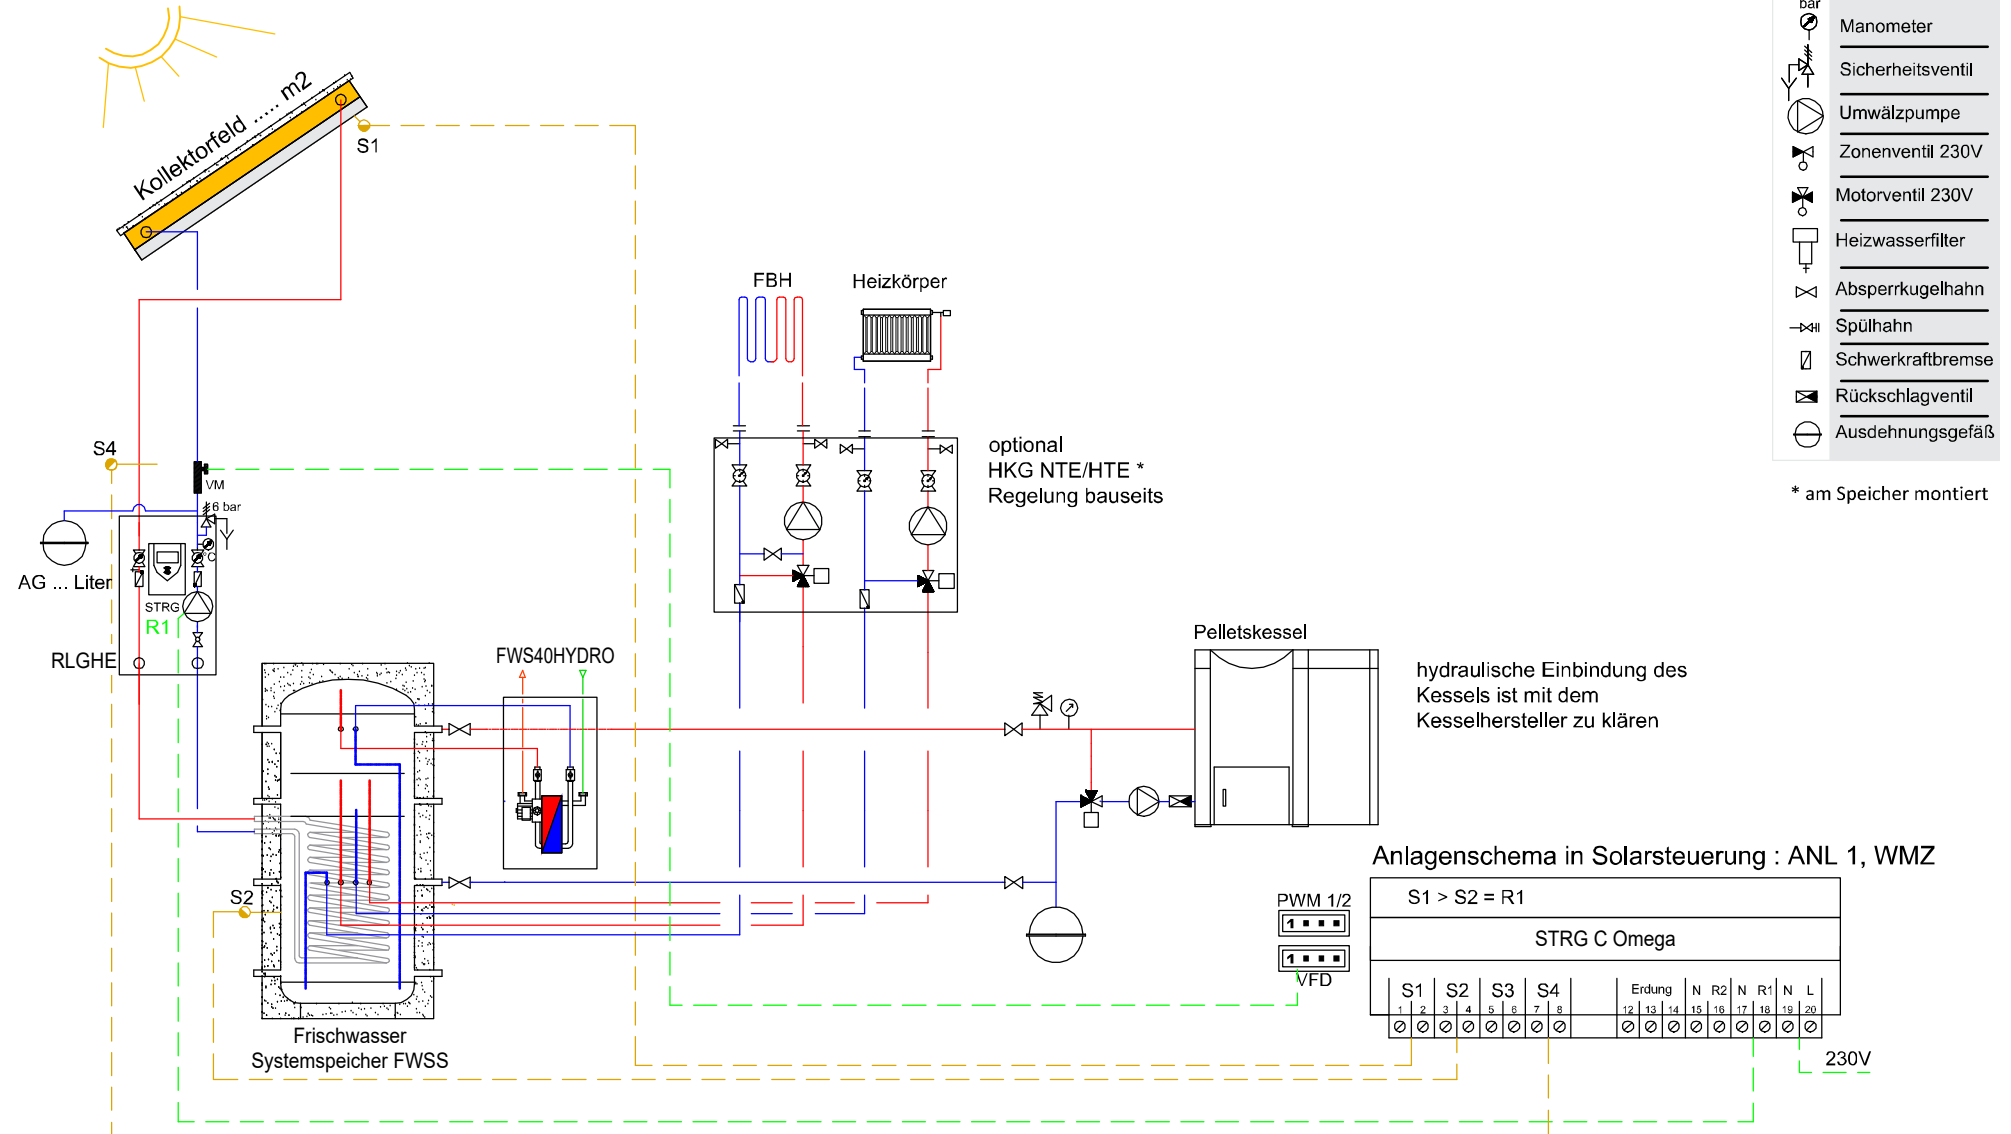 bar
Manometer
Sicherheitsventil
Umwälzpumpe
Zonenventil 230V
Motorventil 230V
Heizwasserfilter
Absperrkugelhahn
Spülhahn
Schwerkraftbremse
Rückschlagventil
Ausdehnungsgefäß
* am Speicher montiert
Kollektorfeld ..... m2
S1
FBH
Heizkörper
optional
HKG NTE/HTE *
Regelung bauseits
S4
VM
6 bar
°C
AG ... Liter
STRG
R1
RLGHE
FWS40HYDRO
Pelletskessel
hydraulische Einbindung des
Kessels ist mit dem
Kesselhersteller zu klären
S2
Frischwasser
Systemspeicher FWSS
Anlagenschema in Solarsteuerung : ANL 1, WMZ
S1 > S2 = R1
STRG C Omega
PWM 1/2
1
1
VFD
S1 S2 S3 S4 Erdung N R2 N R1 N L
1 2 3 4 5 6 7 8 12 13 14 15 16 17 18 19 20
230V